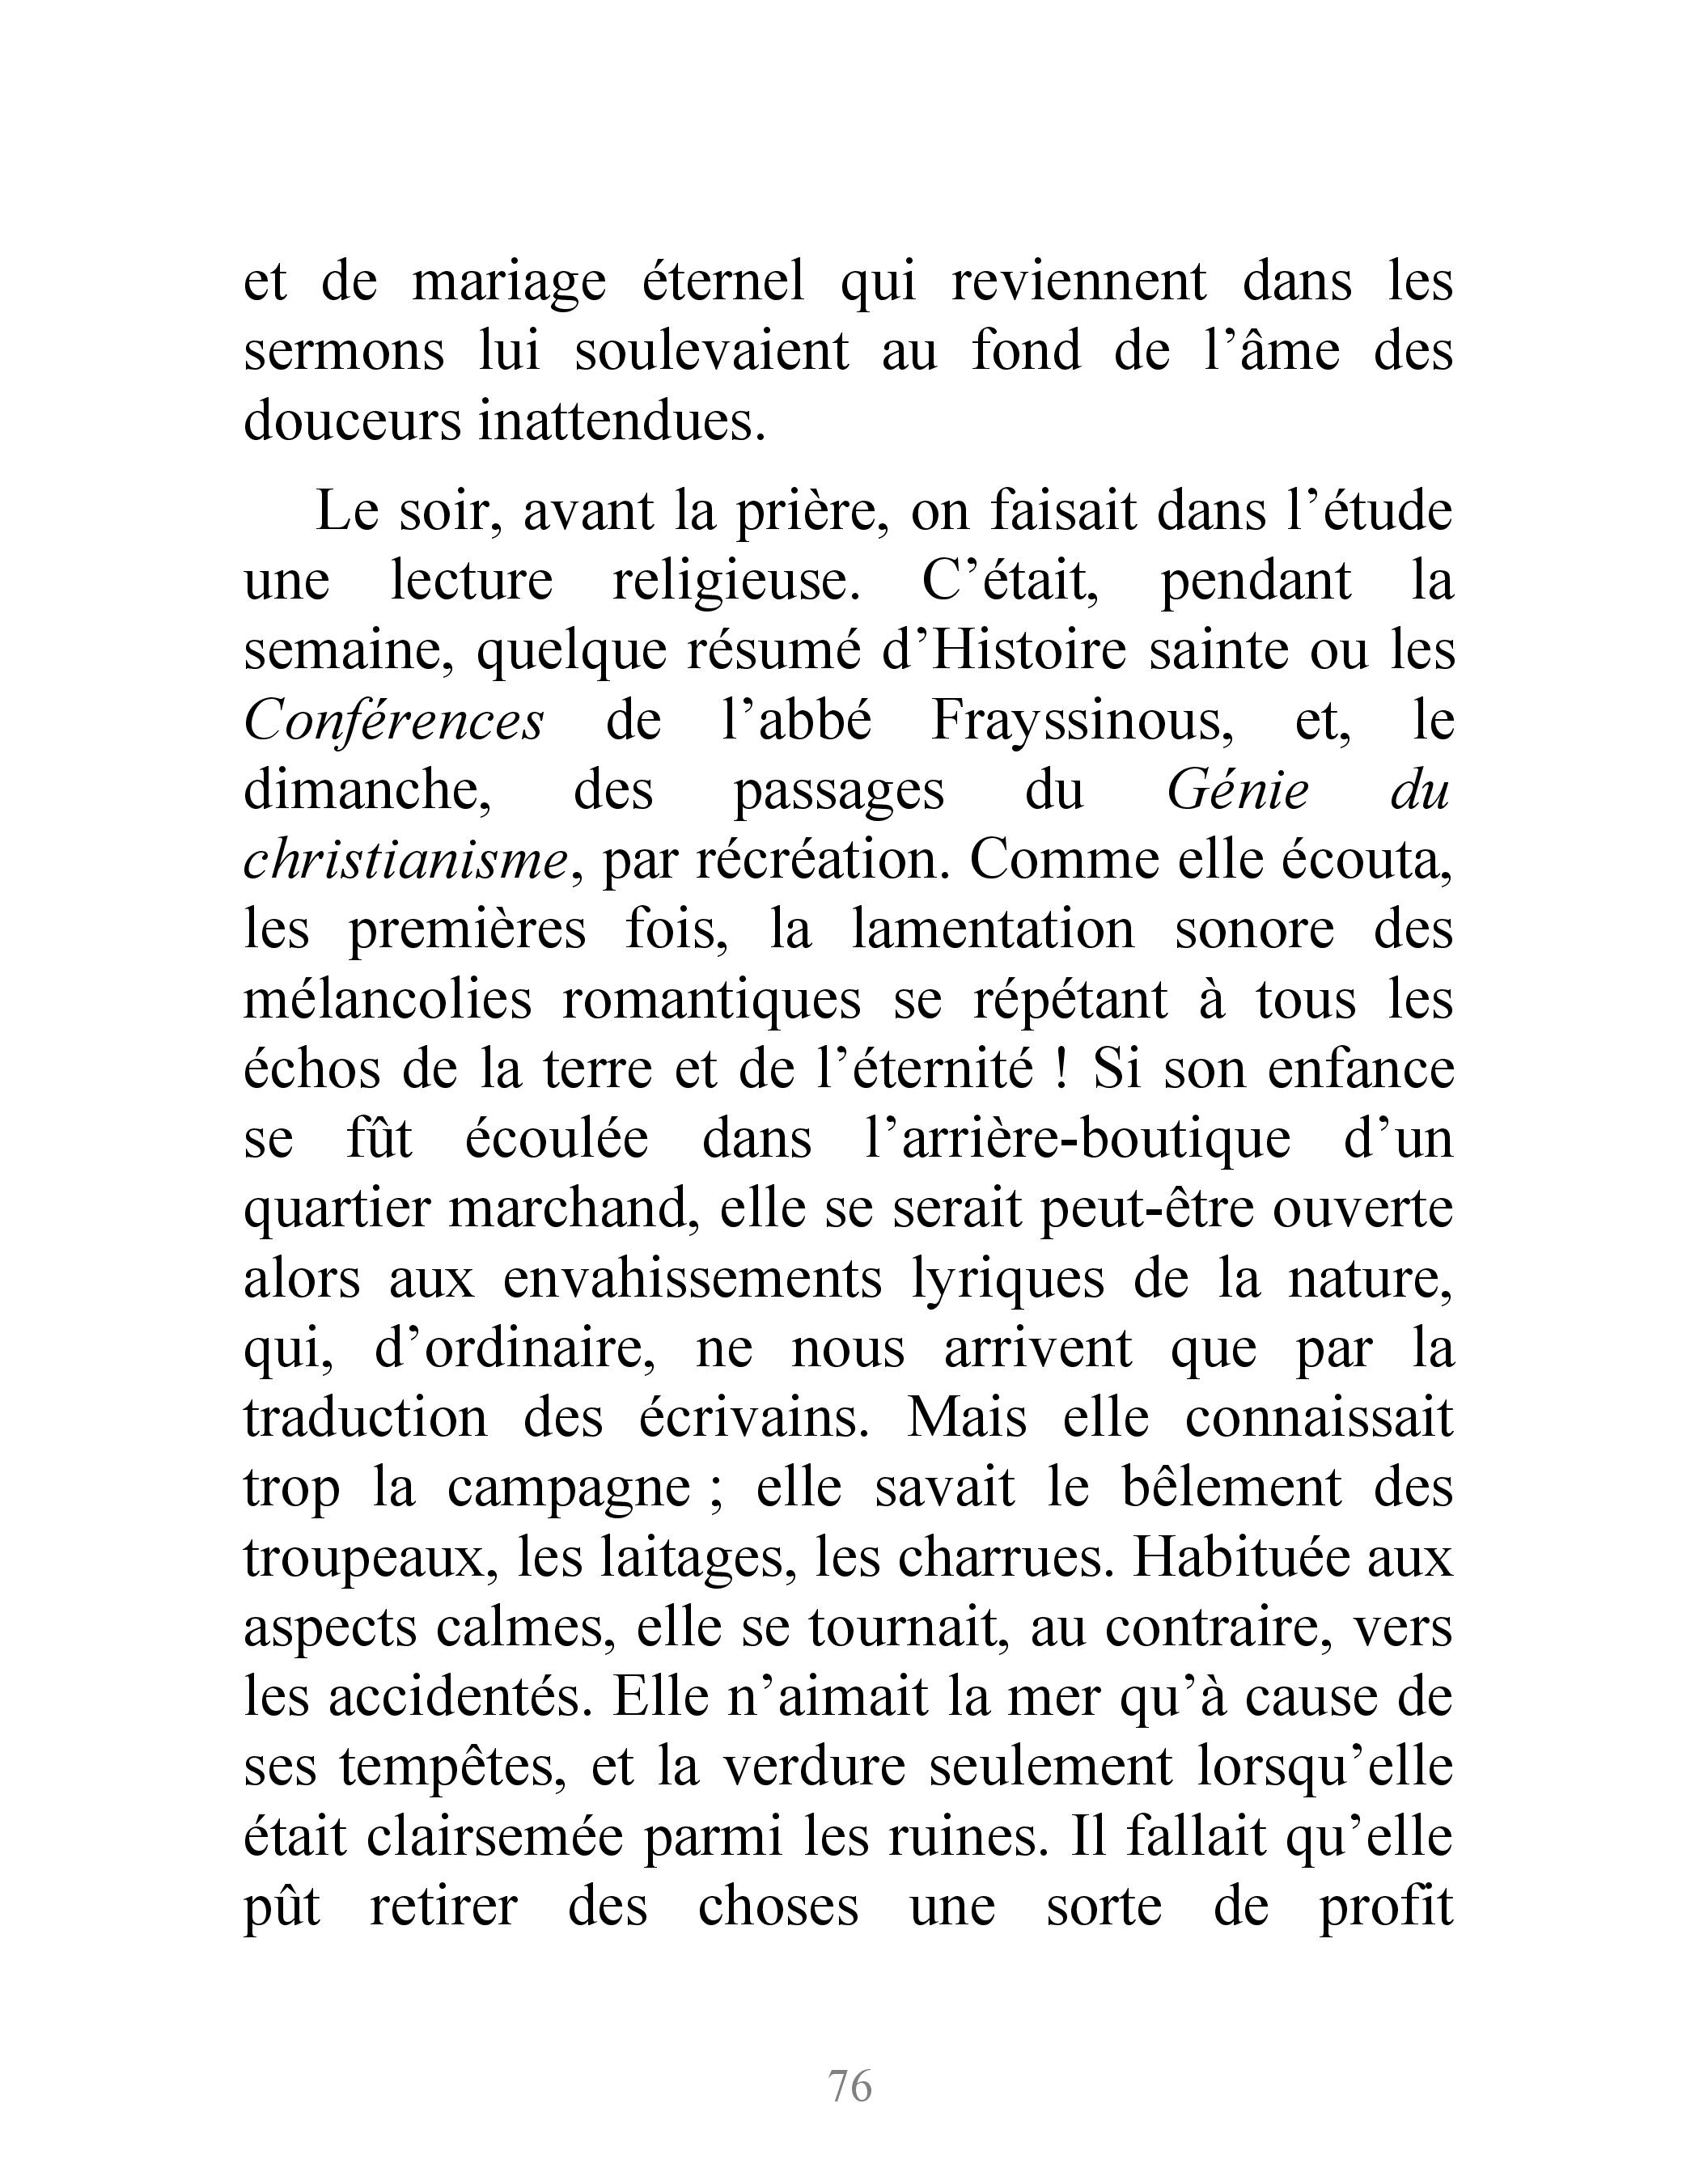 et de mariage éternel qui reviennent dans les
sermons lui soulevaient au fond de l’âme des
douceurs inattendues.
Le soir, avant la prière, on faisait dans l’étude
une lecture religieuse. C’était, pendant la
semaine, quelque résumé d’Histoire sainte ou les
Conférences de l’abbé Frayssinous, et, le
dimanche, des passages du Génie du
christianisme, par récréation. Comme elle écouta,
les premières fois, la lamentation sonore des
mélancolies romantiques se répétant à tous les
échos de la terre et de l’éternité ! Si son enfance
se fût écoulée dans l’arrière-boutique d’un
quartier marchand, elle se serait peut-être ouverte
alors aux envahissements lyriques de la nature,
qui, d’ordinaire, ne nous arrivent que par la
traduction des écrivains. Mais elle connaissait
trop la campagne ; elle savait le bêlement des
troupeaux, les laitages, les charrues. Habituée aux
aspects calmes, elle se tournait, au contraire, vers
les accidentés. Elle n’aimait la mer qu’à cause de
ses tempêtes, et la verdure seulement lorsqu’elle
était clairsemée parmi les ruines. Il fallait qu’elle
pût retirer des choses une sorte de profit
76